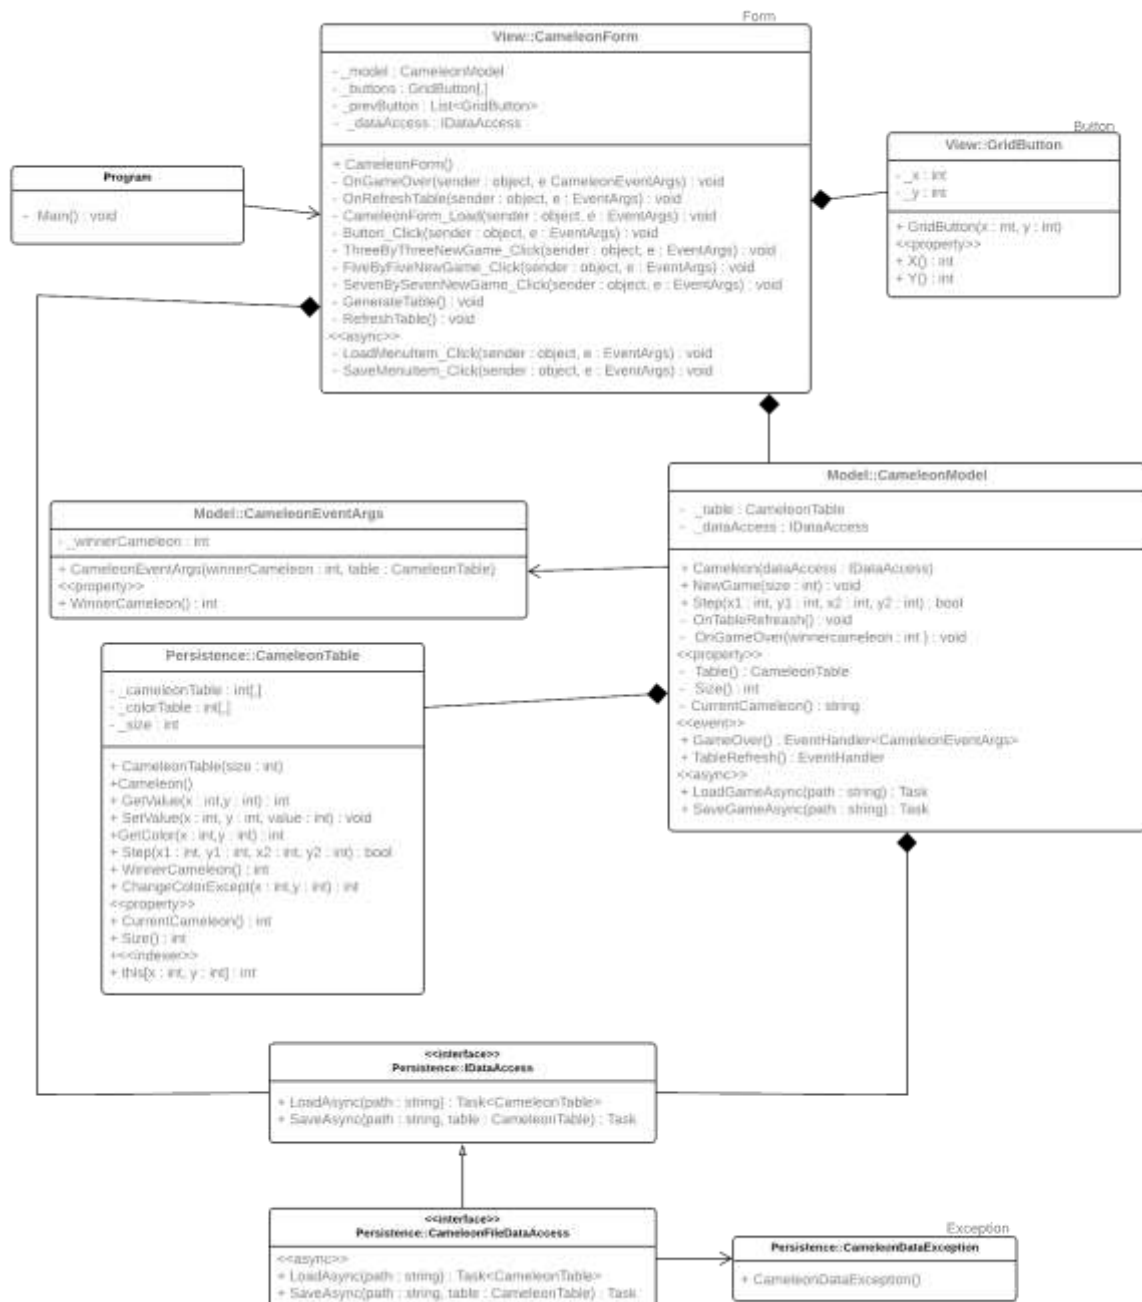 Form
View::CameleonForm
- _model : CameleonModel
- _buttons : GridButton[,]
- _prevButton : List<GridButton>
- _dataAccess : IDataAccess
+ CameleonForm()
- OnGameOver(sender : object, e CameleonEventArgs) : void
- OnRefreshTable(sender : object, e : EventArgs) : void
- CameleonForm_Load(sender : object, e : EventArgs) : void
- Button_Click(sender : object, e : EventArgs) : void
- ThreeByThreeNewGame_Click(sender : object, e : EventArgs) : void
- FiveByFiveNewGame_Click(sender : object, e : EventArgs) : void
- SevenBySevenNewGame_Click(sender : object, e : EventArgs) : void
- GenerateTable() : void
- RefreshTable() : void
<<async>>
- LoadMenuItem_Click(sender : object, e : EventArgs) : void
- SaveMenuItem_Click(sender : object, e : EventArgs) : void
Button
View::GridButton
- _x : int
- _y : int
+ GridButton(x : int, y : int)
<<property>>
+ X() : int
+ Y() : int
Program
- Main() : void
Model::CameleonModel
- _table : CameleonTable
- _dataAccess : IDataAccess
+ Cameleon(dataAccess : IDataAccess)
+ NewGame(size : int) : void
+ Step(x1 : int, y1 : int, x2 : int, y2 : int) : bool
- OnTableRefreash() : void
- OnGameOver(winnercameleon : int ) : void
<<property>>
- Table() : CameleonTable
- Size() : int
- CurrentCameleon() : string
<<event>>
+ GameOver() : EventHandler<CameleonEventArgs>
+ TableRefresh() : EventHandler
<<async>>
+ LoadGameAsync(path : string) : Task
+ SaveGameAsync(path : string) : Task
Model::CameleonEventArgs
- _winnerCameleon : int
+ CameleonEventArgs(winnerCameleon : int, table : CameleonTable)
<<property>>
+ WinnerCameleon() : int
Persistence::CameleonTable
- _cameleonTable : int[,]
- _colorTable : int[,]
- _size : int
+ CameleonTable(size : int)
+Cameleon()
+ GetValue(x : int,y : int) : int
+ SetValue(x : int, y : int, value : int) : void
+GetColor(x : int,y : int) : int
+ Step(x1 : int, y1 : int, x2 : int, y2 : int) : bool
+ WinnerCameleon() : int
+ ChangeColorExcept(x : int,y : int) : int
<<property>>
+ CurrentCameleon() : int
+ Size() : int
+<<indexer>>
+ this[x : int, y : int] : int
<<interface>>
Persistence::IDataAccess
+ LoadAsync(path : string) : Task<CameleonTable>
+ SaveAsync(path : string, table : CameleonTable) : Task
<<interface>>
Persistence::CameleonFileDataAccess
<<async>>
+ LoadAsync(path : string) : Task<CameleonTable>
+ SaveAsync(path : string, table : CameleonTable) : Task
Exception
Persistence::CameleonDataException
+ CameleonDataException()